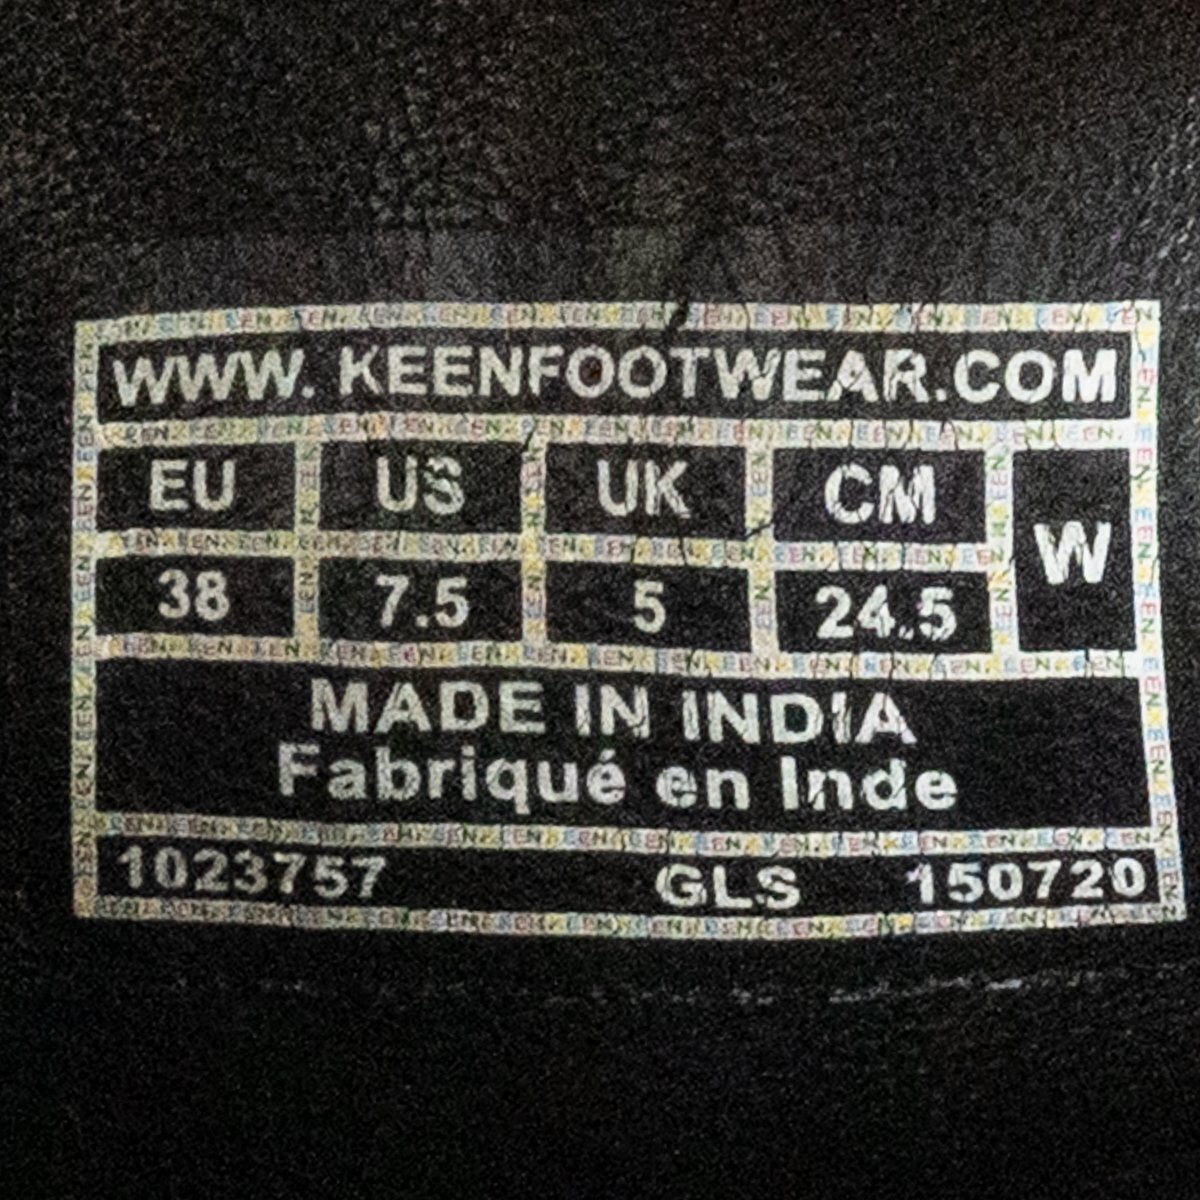 WWW. KEENFOOTWEAR.COM
EU US UK CM W
38 7.5 5 24.5
MADE IN INDIA
Fabriqué en Inde
1023757 GLS 150720